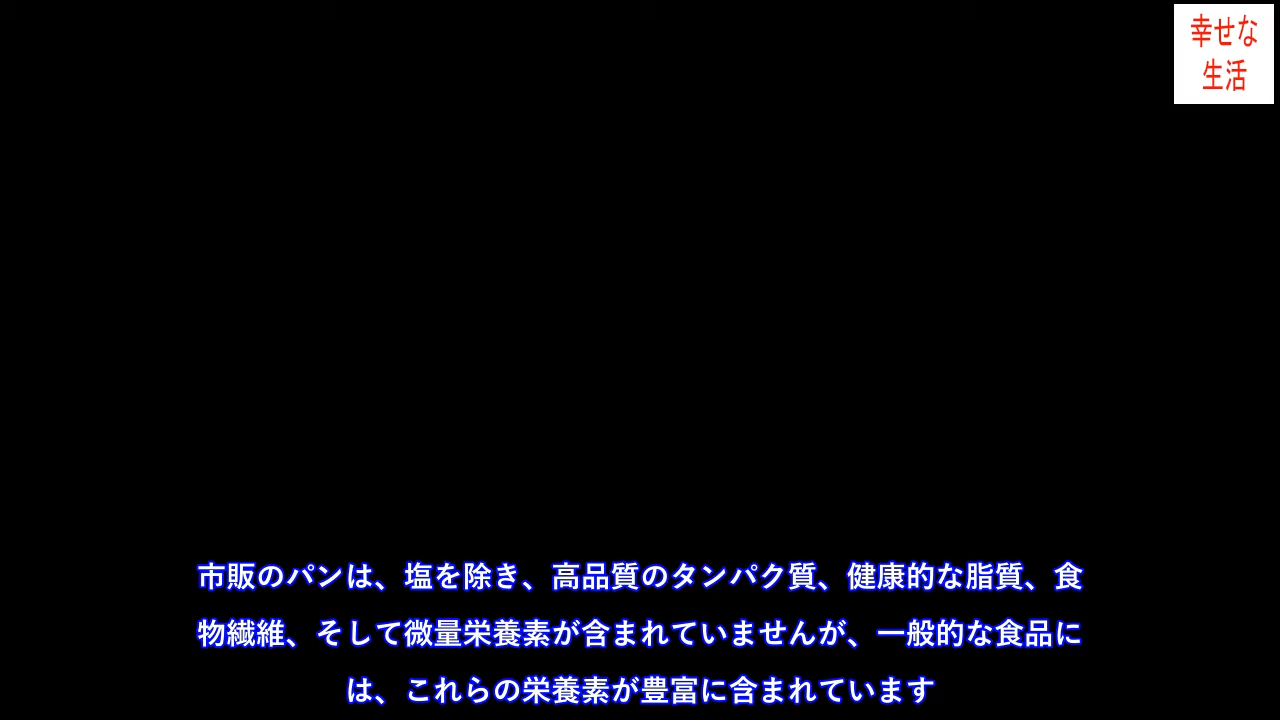 幸せな
生活
市販のパンは、塩を除き、高品質のタンパク質、健康的な脂質、食
物繊維、そして微量栄養素が含まれていませんが、一般的な食品に
は、これらの栄養素が豊富に含まれています